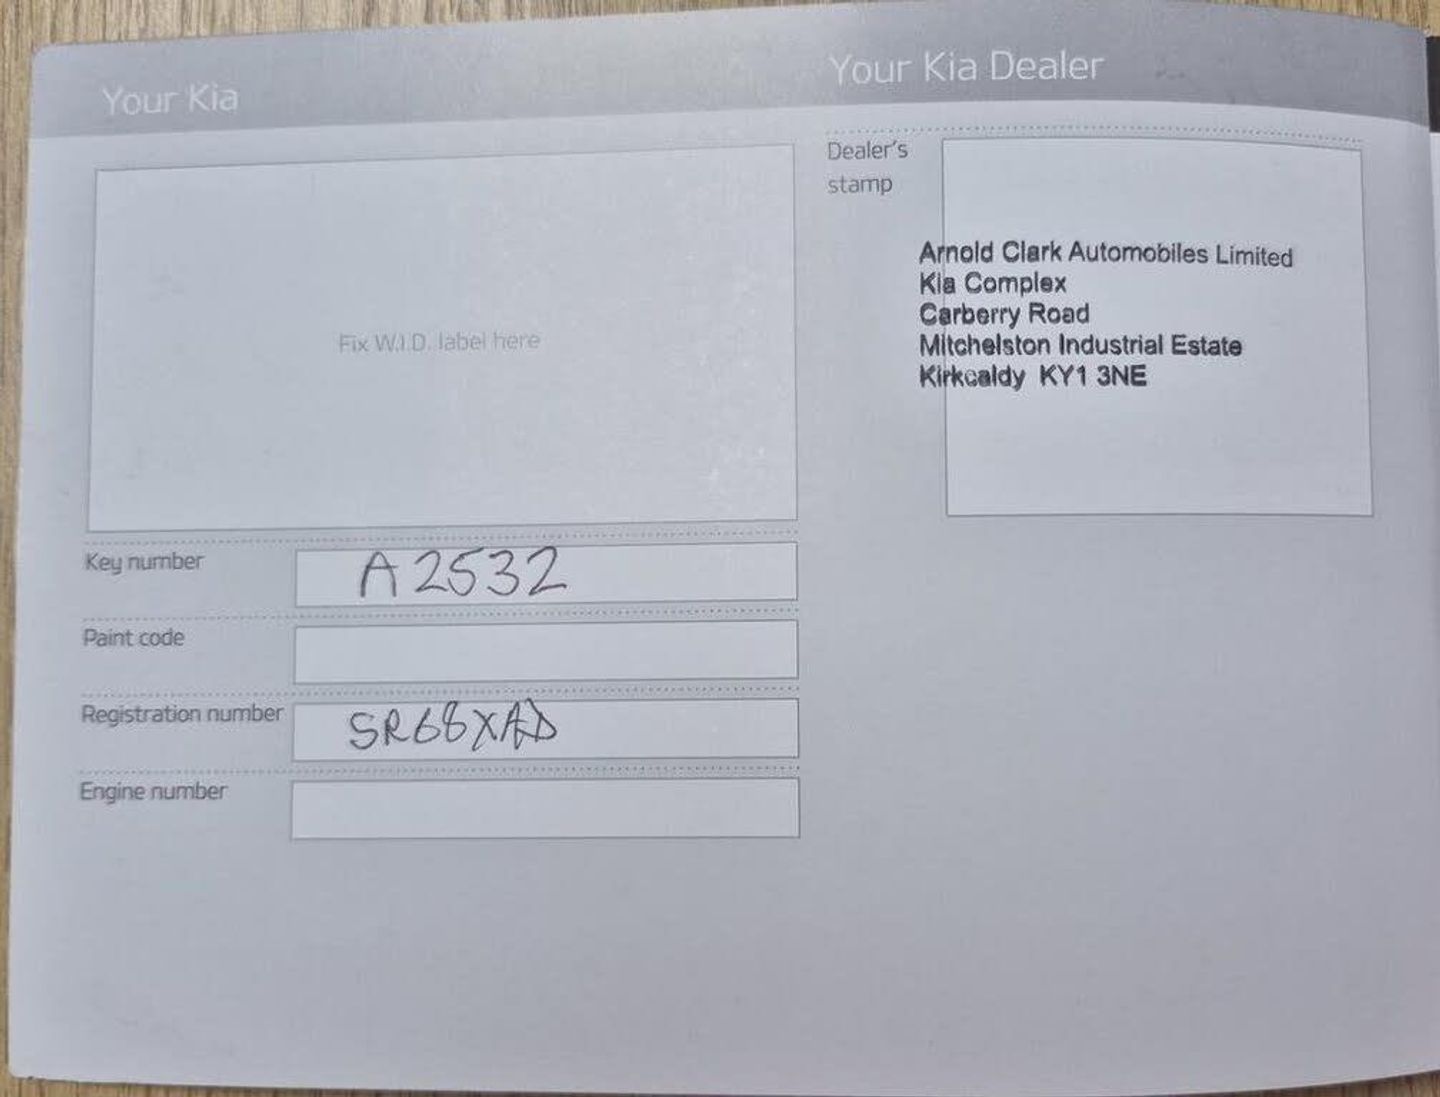 Your Kia
Fix W.I.D. label here
Key number A2532
Paint code
Registration number SR68XAD
Engine number
Your Kia Dealer
Dealer's
stamp
Arnold Clark Automobiles Limited
Kia Complex
Carberry Road
Mitchelston Industrial Estate
Kirkcaldy KY1 3NE